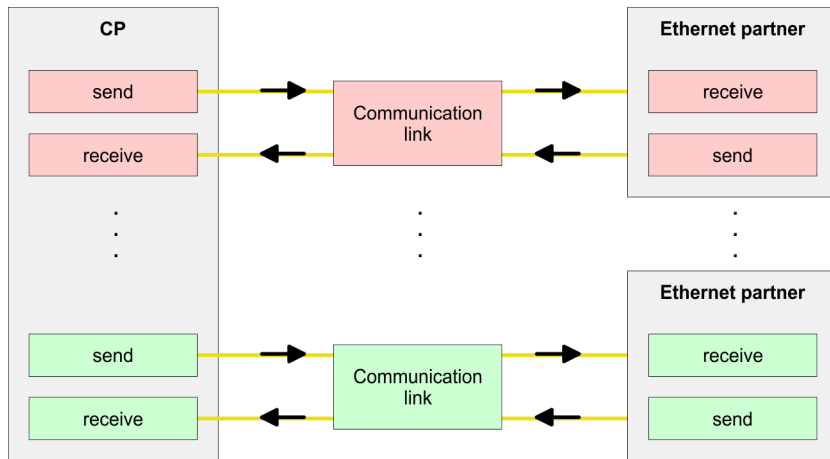 CP
Ethernet partner
send
Communication
link
receive
receive
send
Ethernet partner
send
Communication
link
receive
receive
send